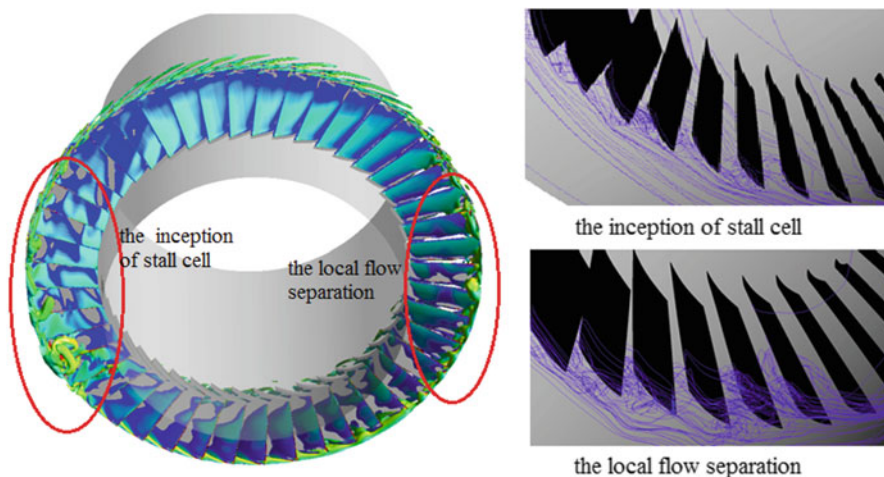 the inception
of stall cell
the local flow
separation
the inception of stall cell
the local flow separation